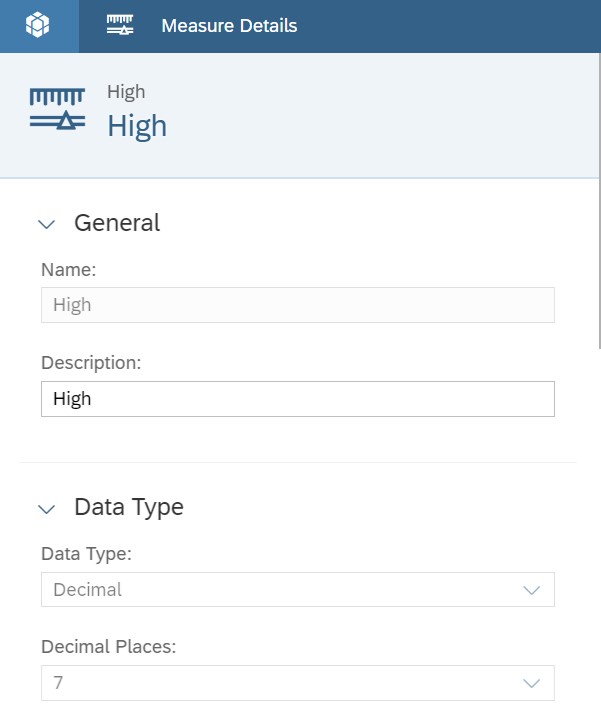 Measure Details
High
High
General
Name:
High
Description:
High
Data Type
Data Type:
Decimal
Decimal Places:
7